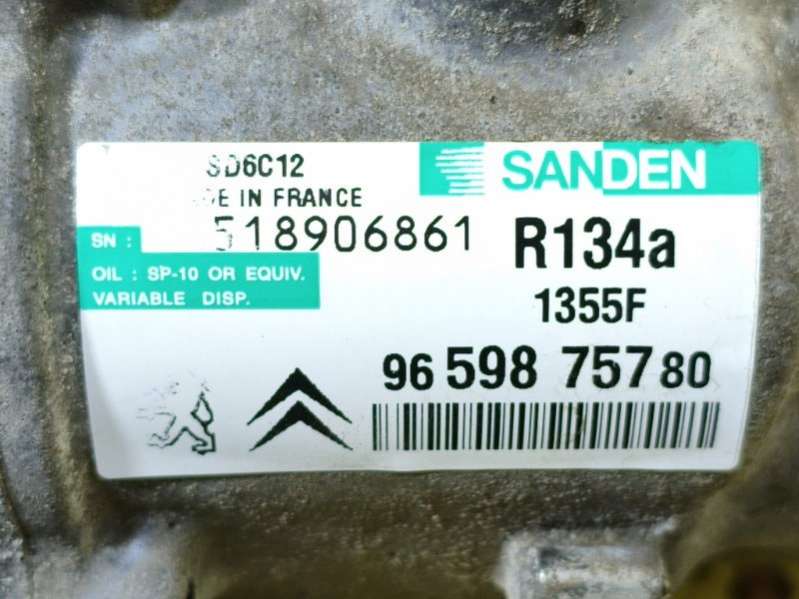 SD6C12
SANDEN
DE IN FRANCE
SN : 518906861
R134a
OIL : SP-10 OR EQUIV.
VARIABLE DISP.
1355F
96 598 757 80